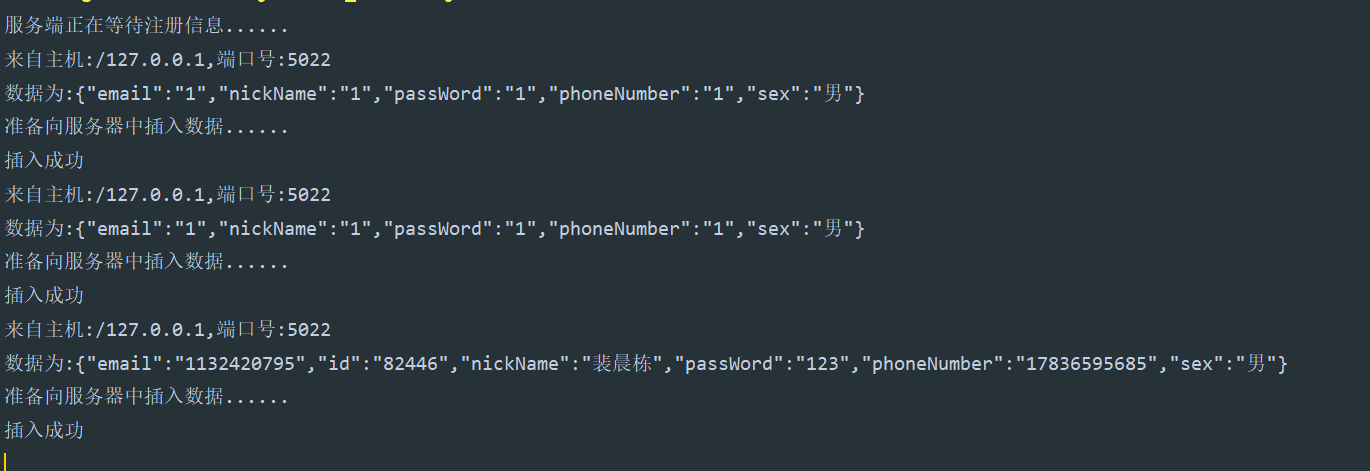 服务端正在等待注册信息......
来自主机:/127.0.0.1,端口号:5022
数据为:{"email":"1","nickName":"1","passWord":"1","phoneNumber":"1","sex":"男"}
准备向服务器中插入数据......
插入成功
来自主机:/127.0.0.1,端口号:5022
数据为:{"email":"1","nickName":"1","passWord":"1","phoneNumber":"1","sex":"男"}
准备向服务器中插入数据......
插入成功
来自主机:/127.0.0.1,端口号:5022
数据为:{"email":"1132420795","id":"82446","nickName":"裴晨栋","passWord":"123","phoneNumber":"17836595685","sex":"男"}
准备向服务器中插入数据......
插入成功